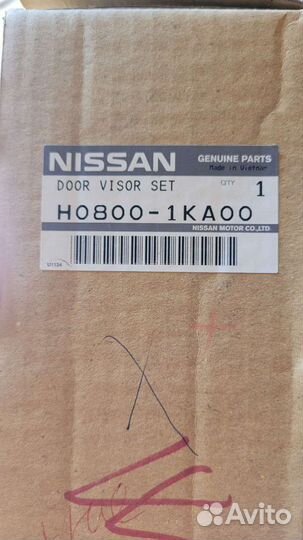 NISSAN GENUINE PARTS
Made in Vietnam
DOOR VISOR SET QTY 1
H0800-1KA00
NISSAN MOTOR CO.,LTD
Avito